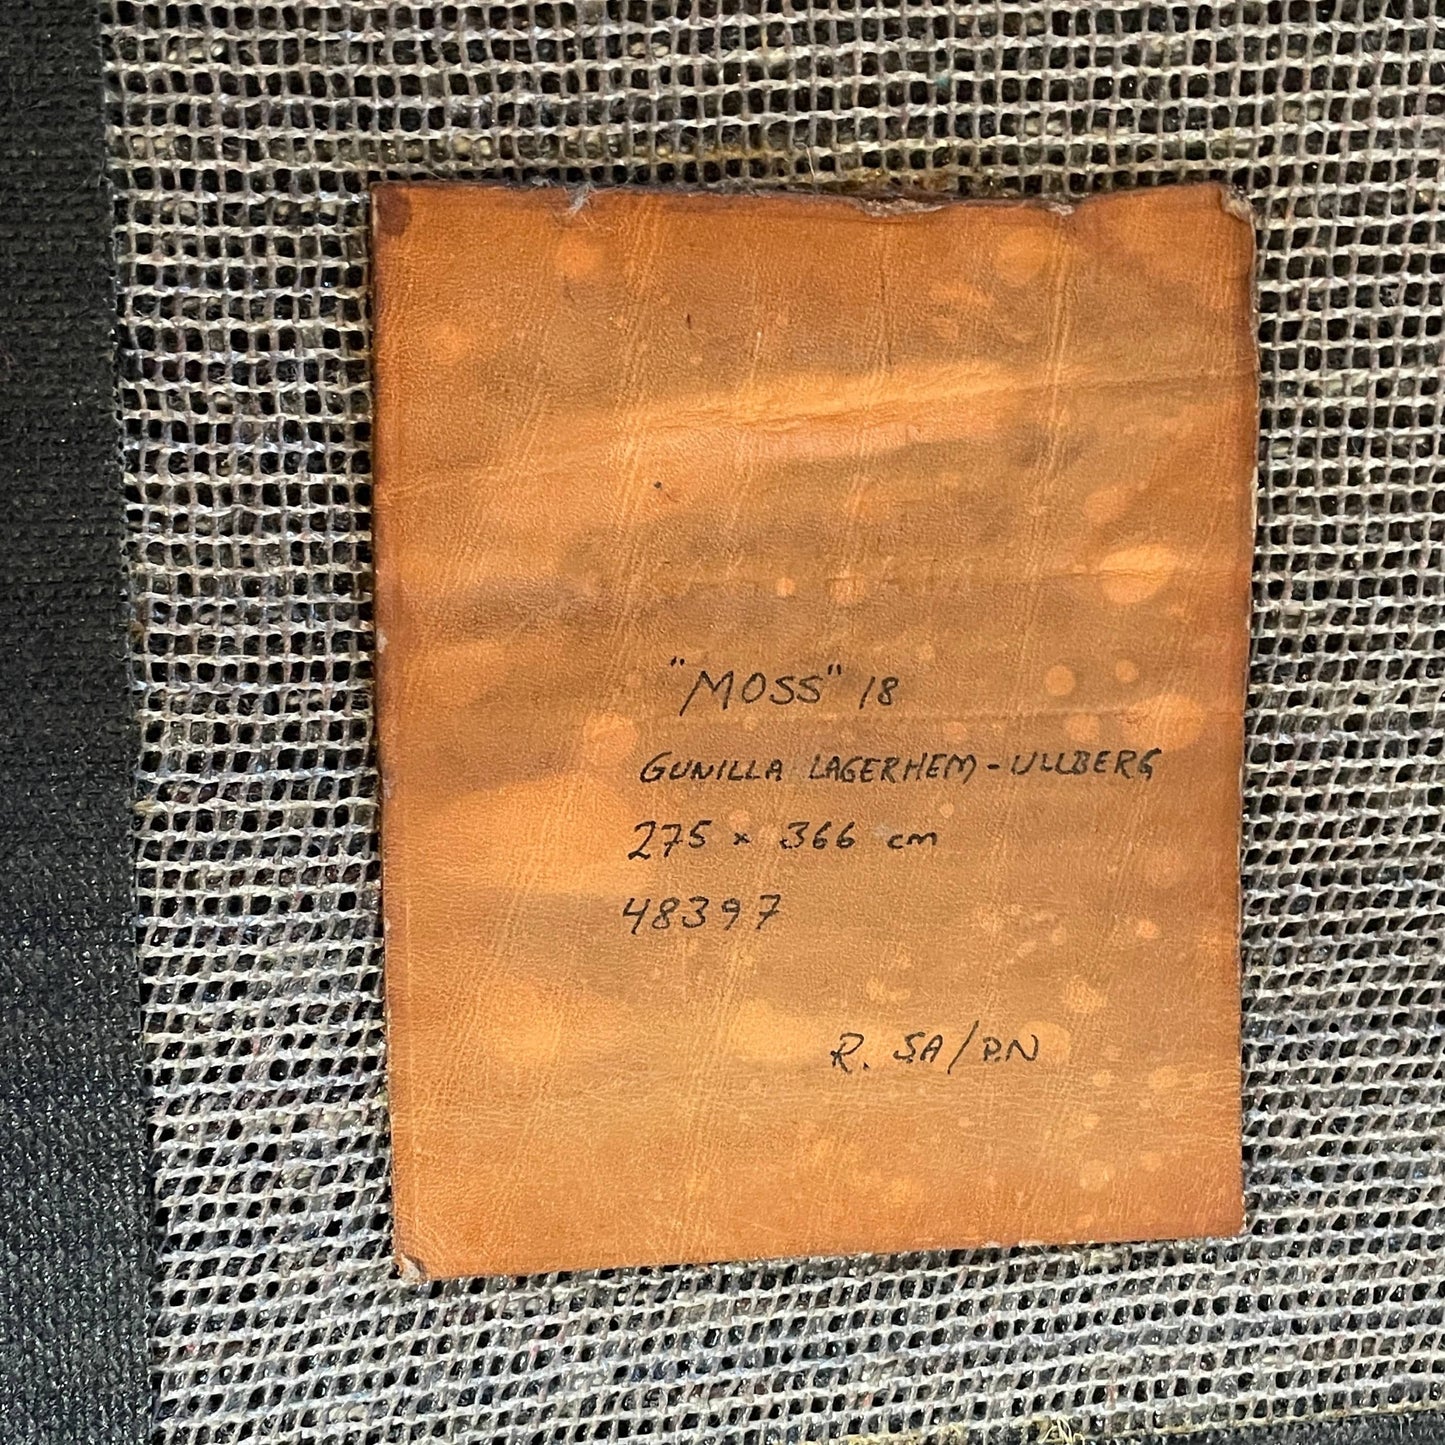 "MOSS" 18
GUNILLA LAGERHEM-ULLBERG
275 x 366 cm
48397
R. SA/PN